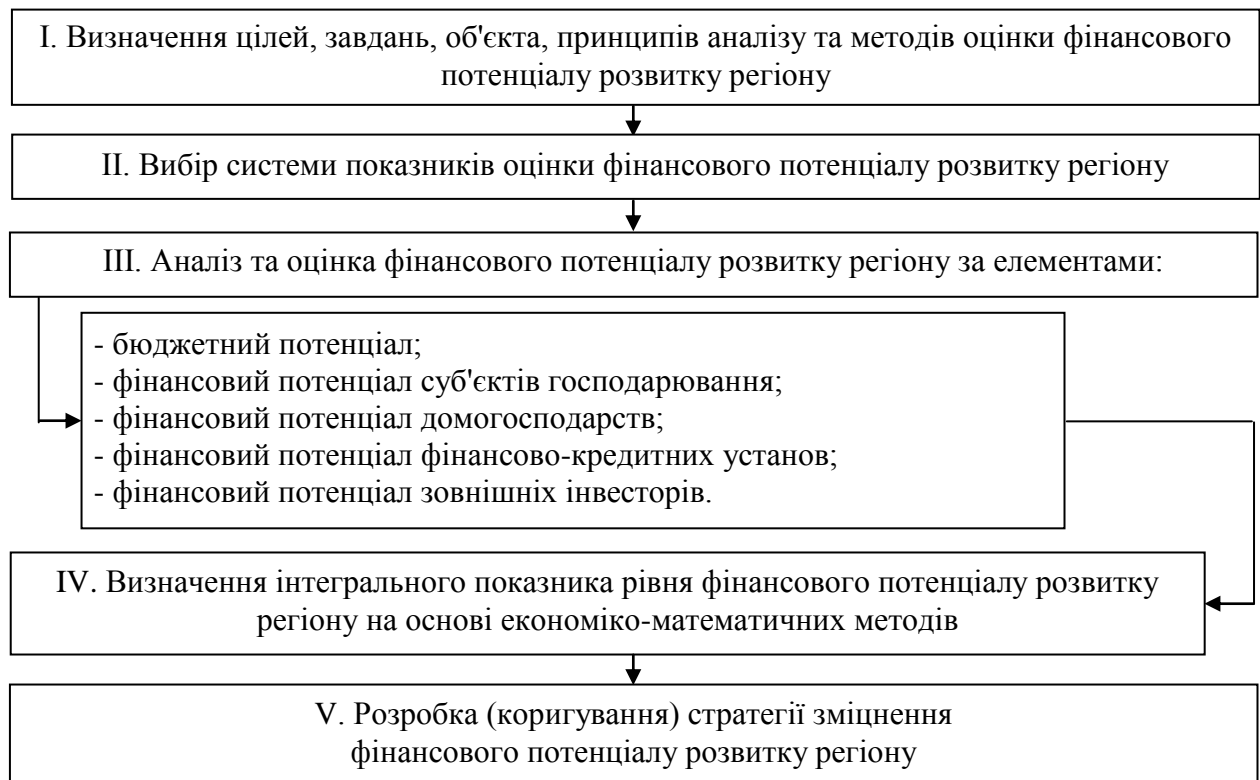 I. Визначення цілей, завдань, об'єкта, принципів аналізу та методів оцінки фінансового
потенціалу розвитку регіону
II. Вибір системи показників оцінки фінансового потенціалу розвитку регіону
III. Аналіз та оцінка фінансового потенціалу розвитку регіону за елементами:
- бюджетний потенціал;
- фінансовий потенціал суб'єктів господарювання;
- фінансовий потенціал домогосподарств;
- фінансовий потенціал фінансово-кредитних установ;
- фінансовий потенціал зовнішніх інвесторів.
IV. Визначення інтегрального показника рівня фінансового потенціалу розвитку
регіону на основі економіко-математичних методів
V. Розробка (коригування) стратегії зміцнення
фінансового потенціалу розвитку регіону